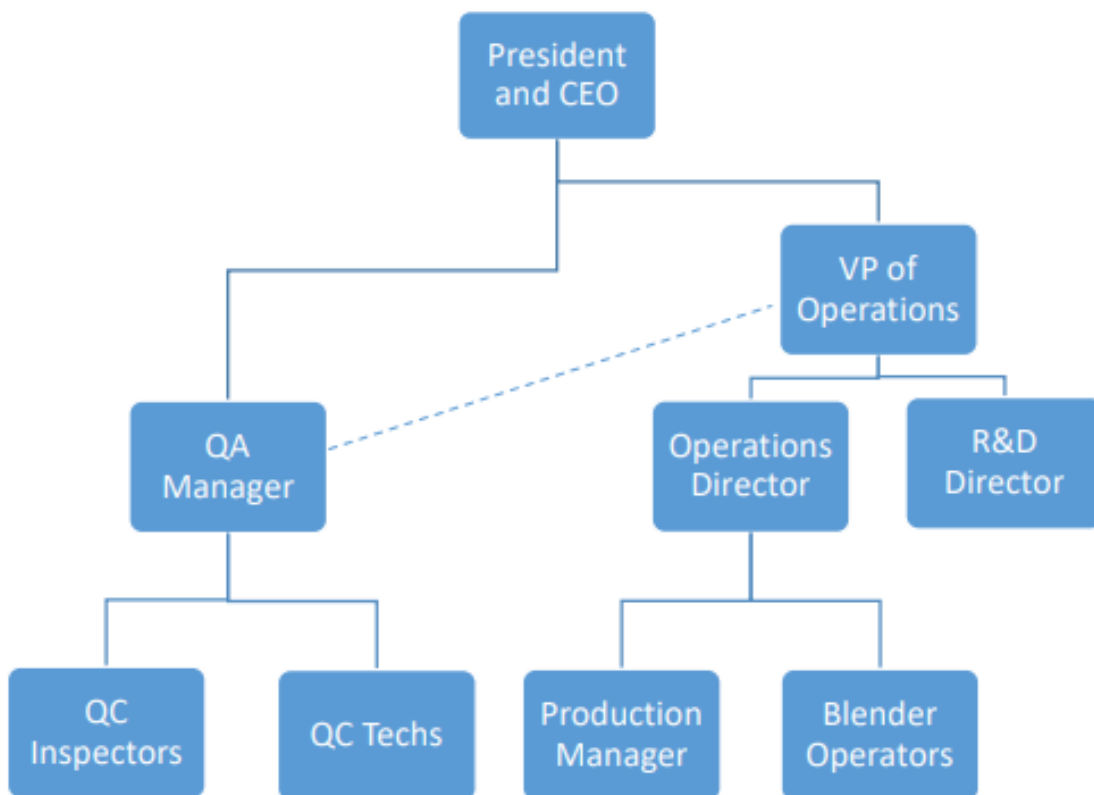 President
and CEO
VP of
Operations
QA
Manager
Operations
Director
R&D
Director
QC
Inspectors
QC Techs
Production
Manager
Blender
Operators